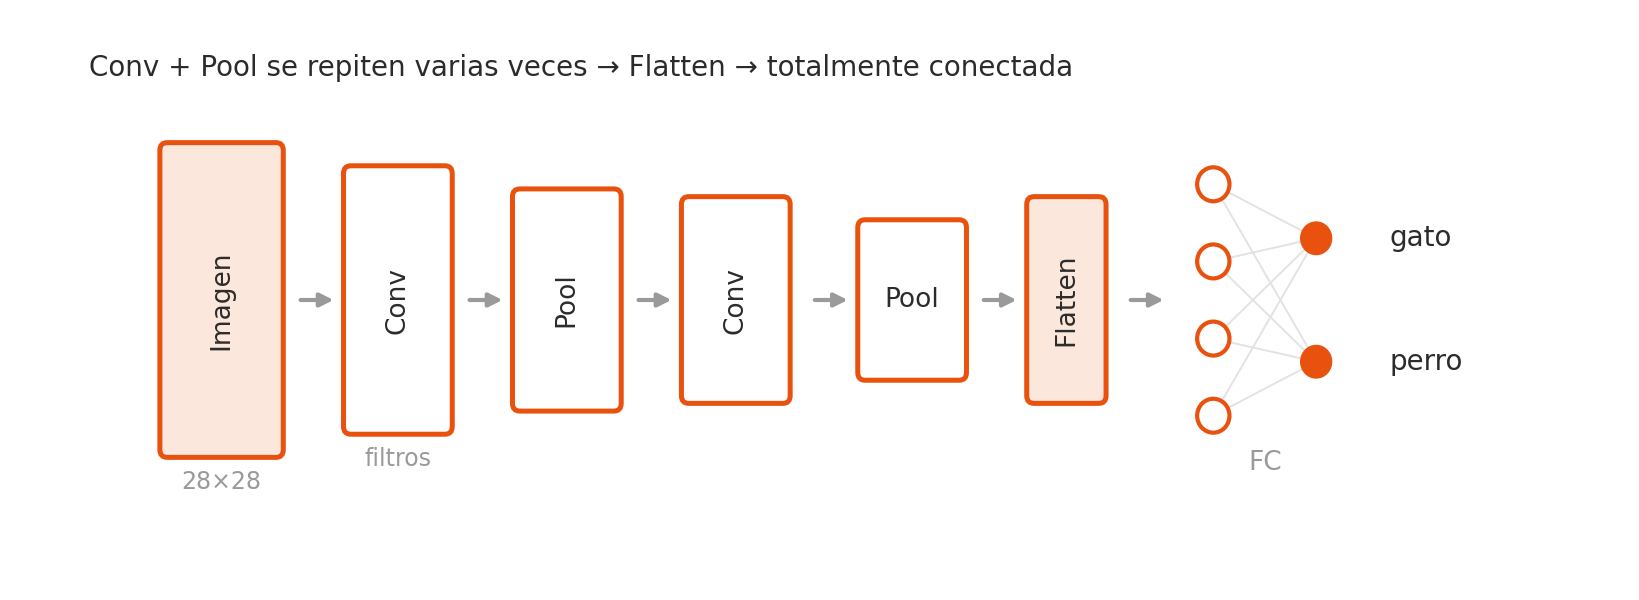 Conv + Pool se repiten varias veces → Flatten → totalmente conectada
Imagen
28×28
Conv
filtros
Pool
Conv
Pool
Flatten
FC
gato
perro